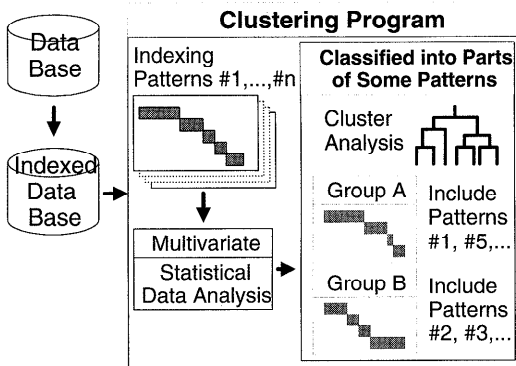 Clustering Program
Data
Base
Indexed
Data
Base
Indexing
Patterns #1,...,#n
Multivariate
Statistical
Data Analysis
Classified into Parts
of Some Patterns
Cluster
Analysis
Group A
Include
Patterns
#1, #5,...
Group B
Include
Patterns
#2, #3,...